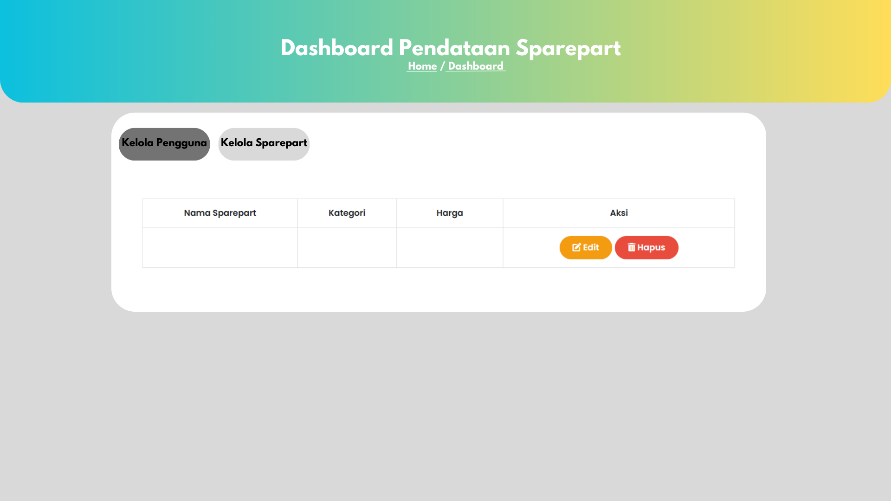 Dashboard Pendataan Sparepart
Home / Dashboard
Kelola Pengguna Kelola Sparepart
Nama Sparepart Kategori Harga Aksi
Edit Hapus